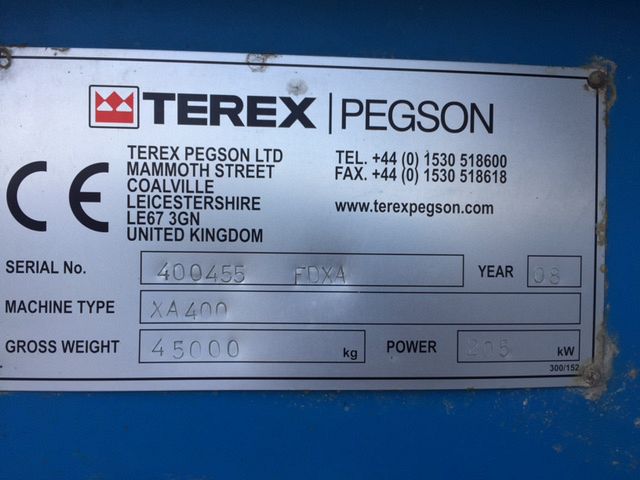 TEREX | PEGSON
CE
TEREX PEGSON LTD
MAMMOTH STREET
COALVILLE
LEICESTERSHIRE
LE67 3GN
UNITED KINGDOM
TEL. +44 (0) 1530 518600
FAX. +44 (0) 1530 518618
www.terexpegson.com
SERIAL No. 400455 FDXA YEAR 08
MACHINE TYPE XA400
GROSS WEIGHT 45000 kg POWER 205 kW
300/152